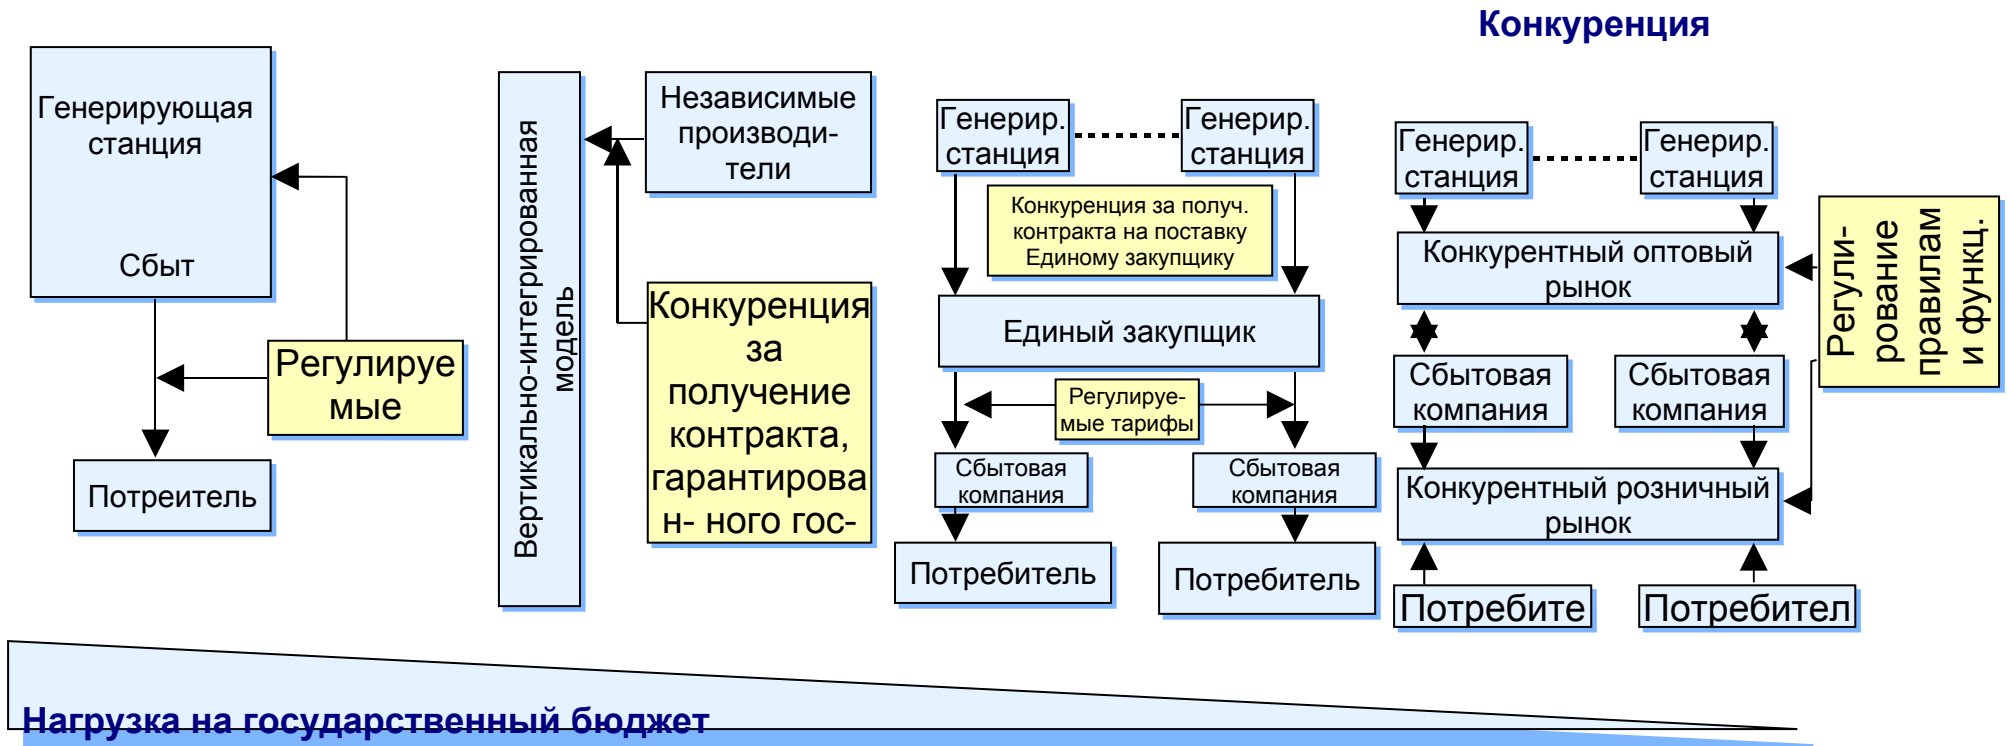 Конкуренция
Генерирующая
станция
Сбыт
Регулируе
мые
Потреитель
Вертикально-интегрированная
модель
Независимые
производи-
тели
Конкуренция
за
получение
контракта,
гарантирова
н- ного гос-
Генерир.
станция
Генерир.
станция
Конкуренция за получ.
контракта на поставку
Единому закупщику
Единый закупщик
Регулируе-
мые тарифы
Сбытовая
компания
Сбытовая
компания
Потребитель
Потребитель
Генерир.
станция
Генерир.
станция
Конкурентный оптовый
рынок
Регули-
рование
правилам
и функц.
Сбытовая
компания
Сбытовая
компания
Конкурентный розничный
рынок
Потребите
Потребител
Нагрузка на государственный бюджет